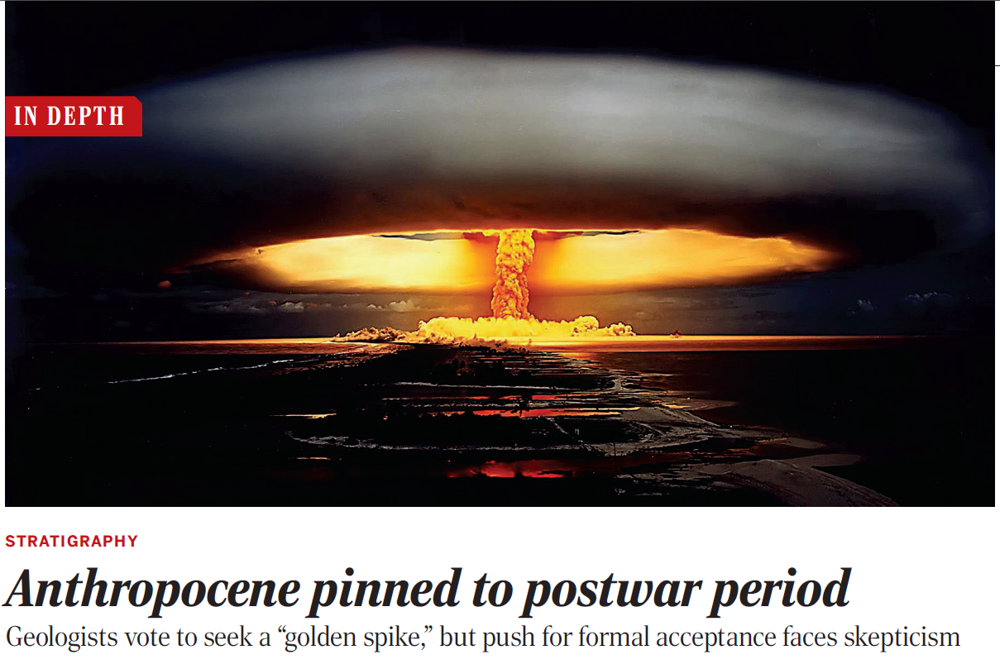 IN DEPTH
STRATIGRAPHY
Anthropocene pinned to postwar period
Geologists vote to seek a “golden spike,” but push for formal acceptance faces skepticism